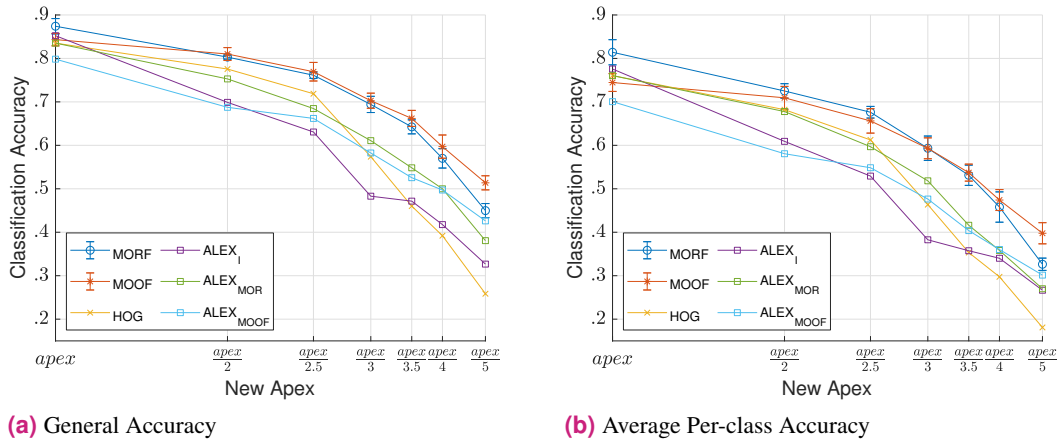 .9
.8
.7
.6
.5
.4
.3
.2
Classification Accuracy
MORF
MOOF
HOG
ALEX_I
ALEX_MOR
ALEX_MOOF
apex
apex/2
apex/2.5
apex/3
apex/3.5
apex/4
apex/5
New Apex
(a) General Accuracy
.9
.8
.7
.6
.5
.4
.3
.2
Classification Accuracy
MORF
MOOF
HOG
ALEX_I
ALEX_MOR
ALEX_MOOF
apex
apex/2
apex/2.5
apex/3
apex/3.5
apex/4
apex/5
New Apex
(b) Average Per-class Accuracy